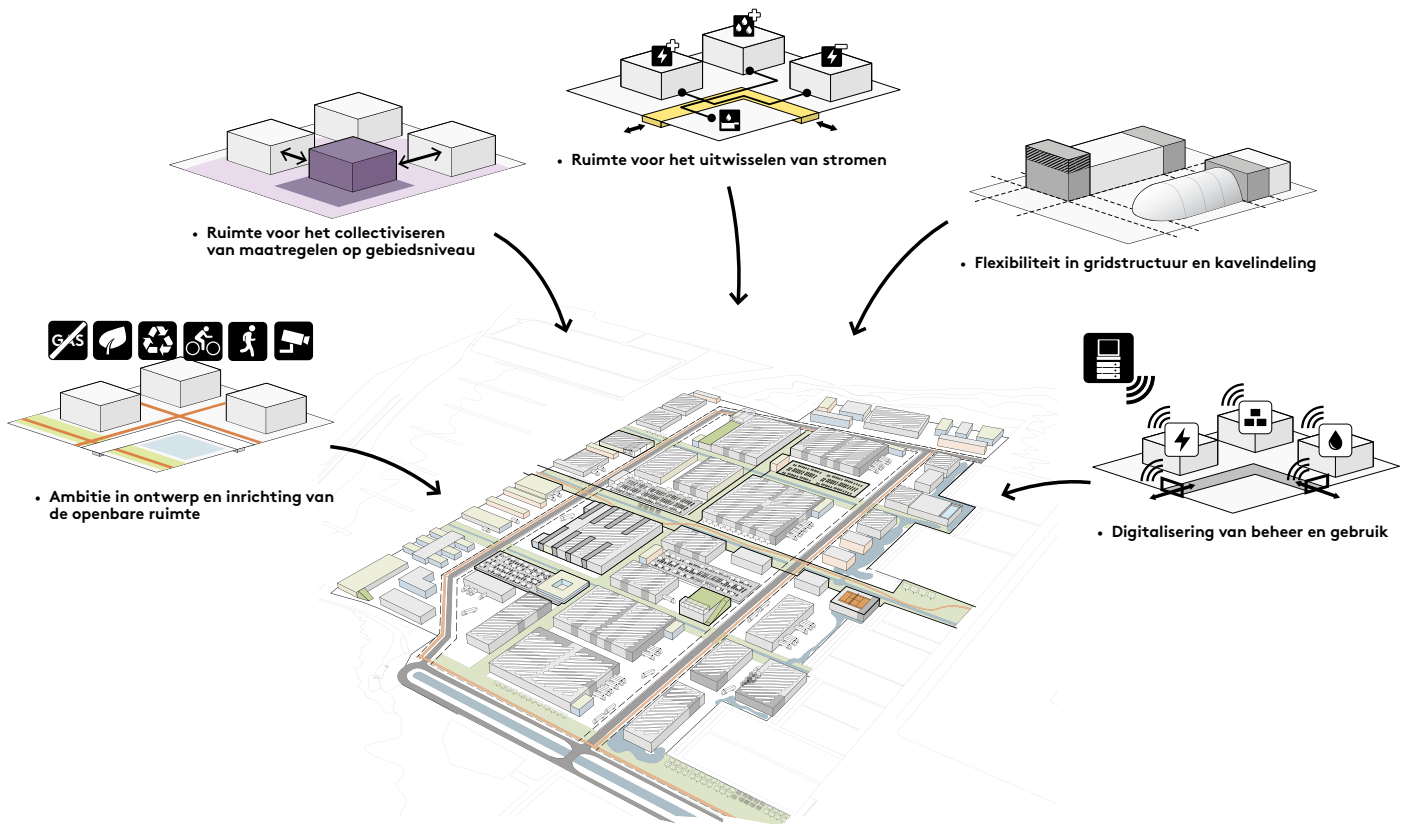 • Ruimte voor het uitwisselen van stromen
• Ruimte voor het collectiviseren
van maatregelen op gebiedsniveau
• Flexibiliteit in gridstructuur en kavelindeling
GAS
• Ambitie in ontwerp en inrichting van
de openbare ruimte
• Digitalisering van beheer en gebruik